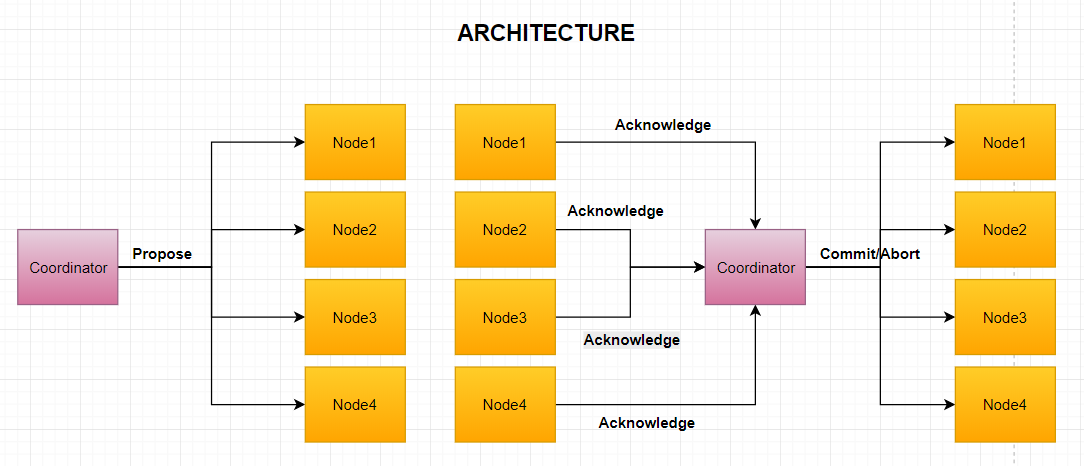 ARCHITECTURE
Coordinator
Propose
Node1
Node2
Node3
Node4
Node1
Node2
Node3
Node4
Acknowledge
Acknowledge
Acknowledge
Acknowledge
Coordinator
Commit/Abort
Node1
Node2
Node3
Node4